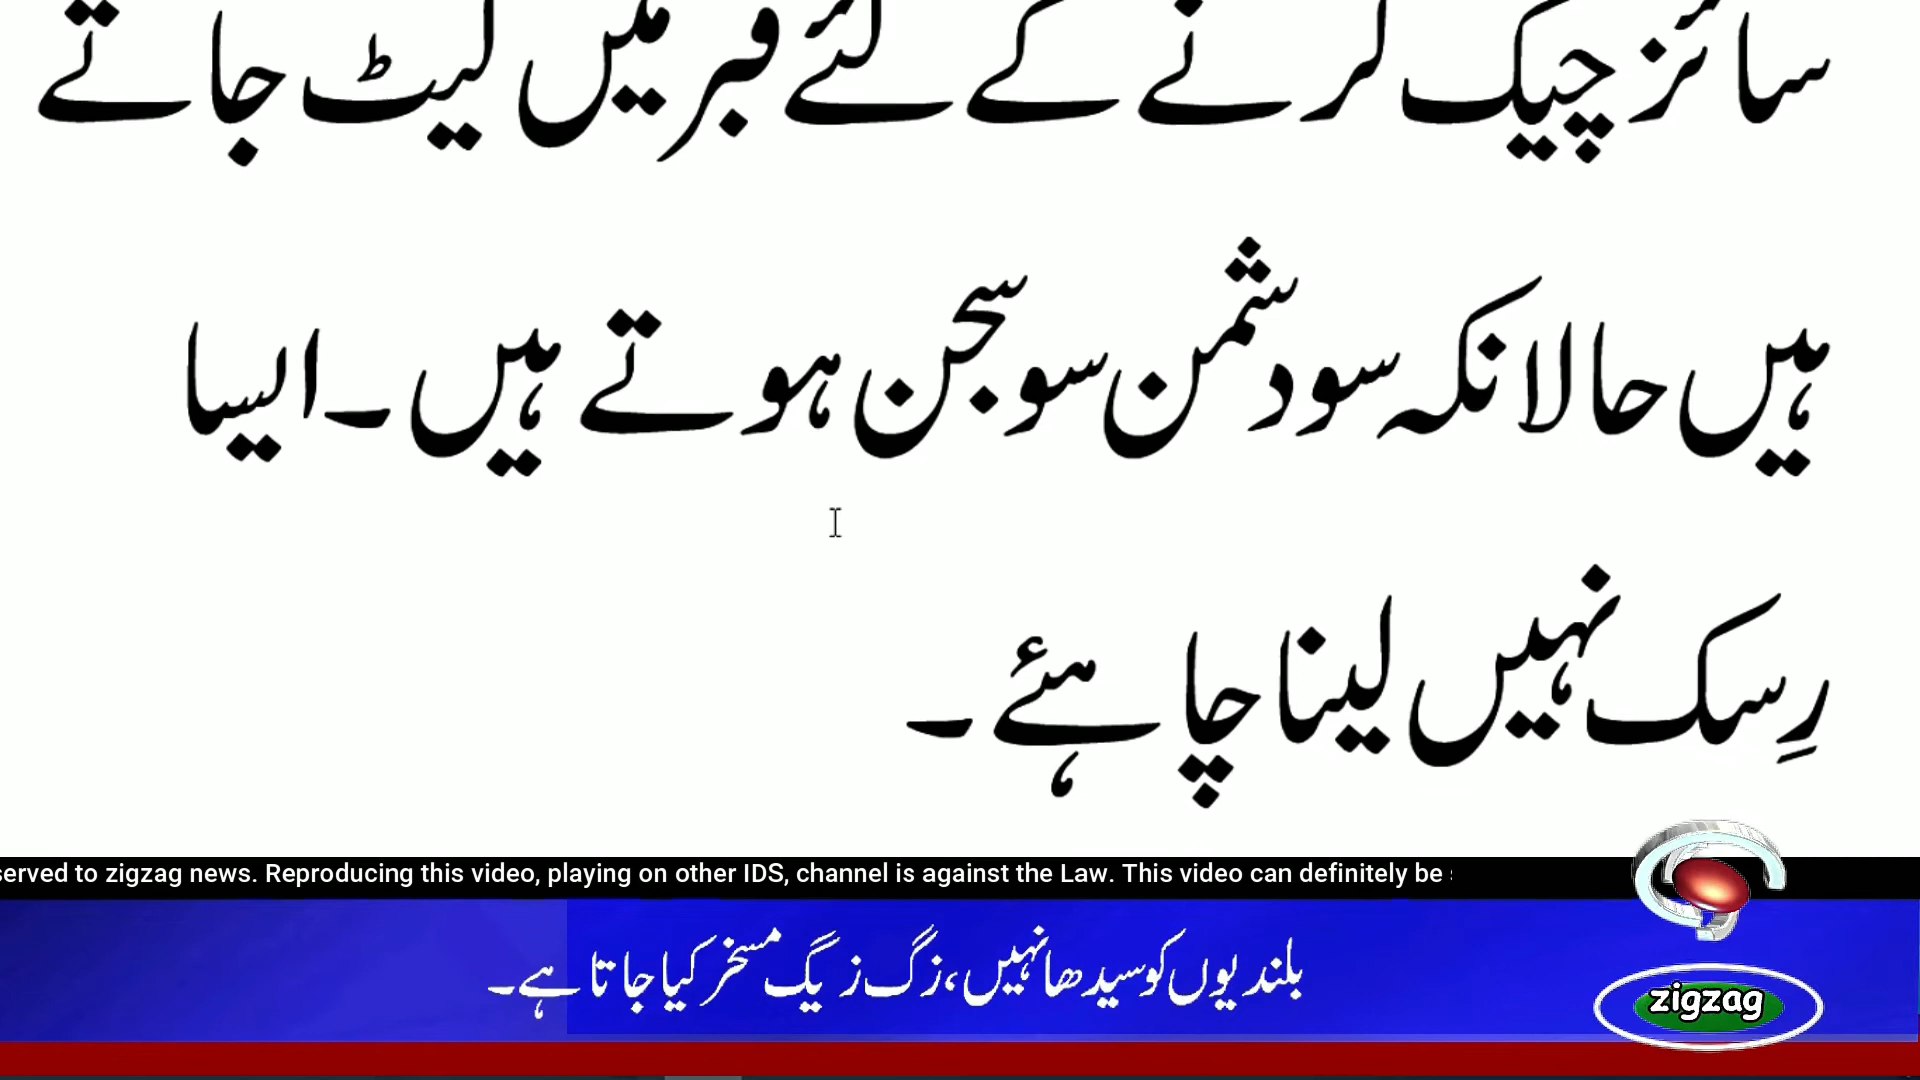 سائز چیک کرنے کے لئے قبر میں لیٹ جاتے
ہیں حالانکہ سو دشمن سو سجن ہوتے ہیں۔ ایسا
رِسک نہیں لینا چاہئے۔
served to zigzag news. Reproducing this video, playing on other IDS, channel is against the Law. This video can definitely be
بلندیوں کو سیدھا نہیں، زگ زیگ مسخر کیا جاتا ہے۔
zigzag